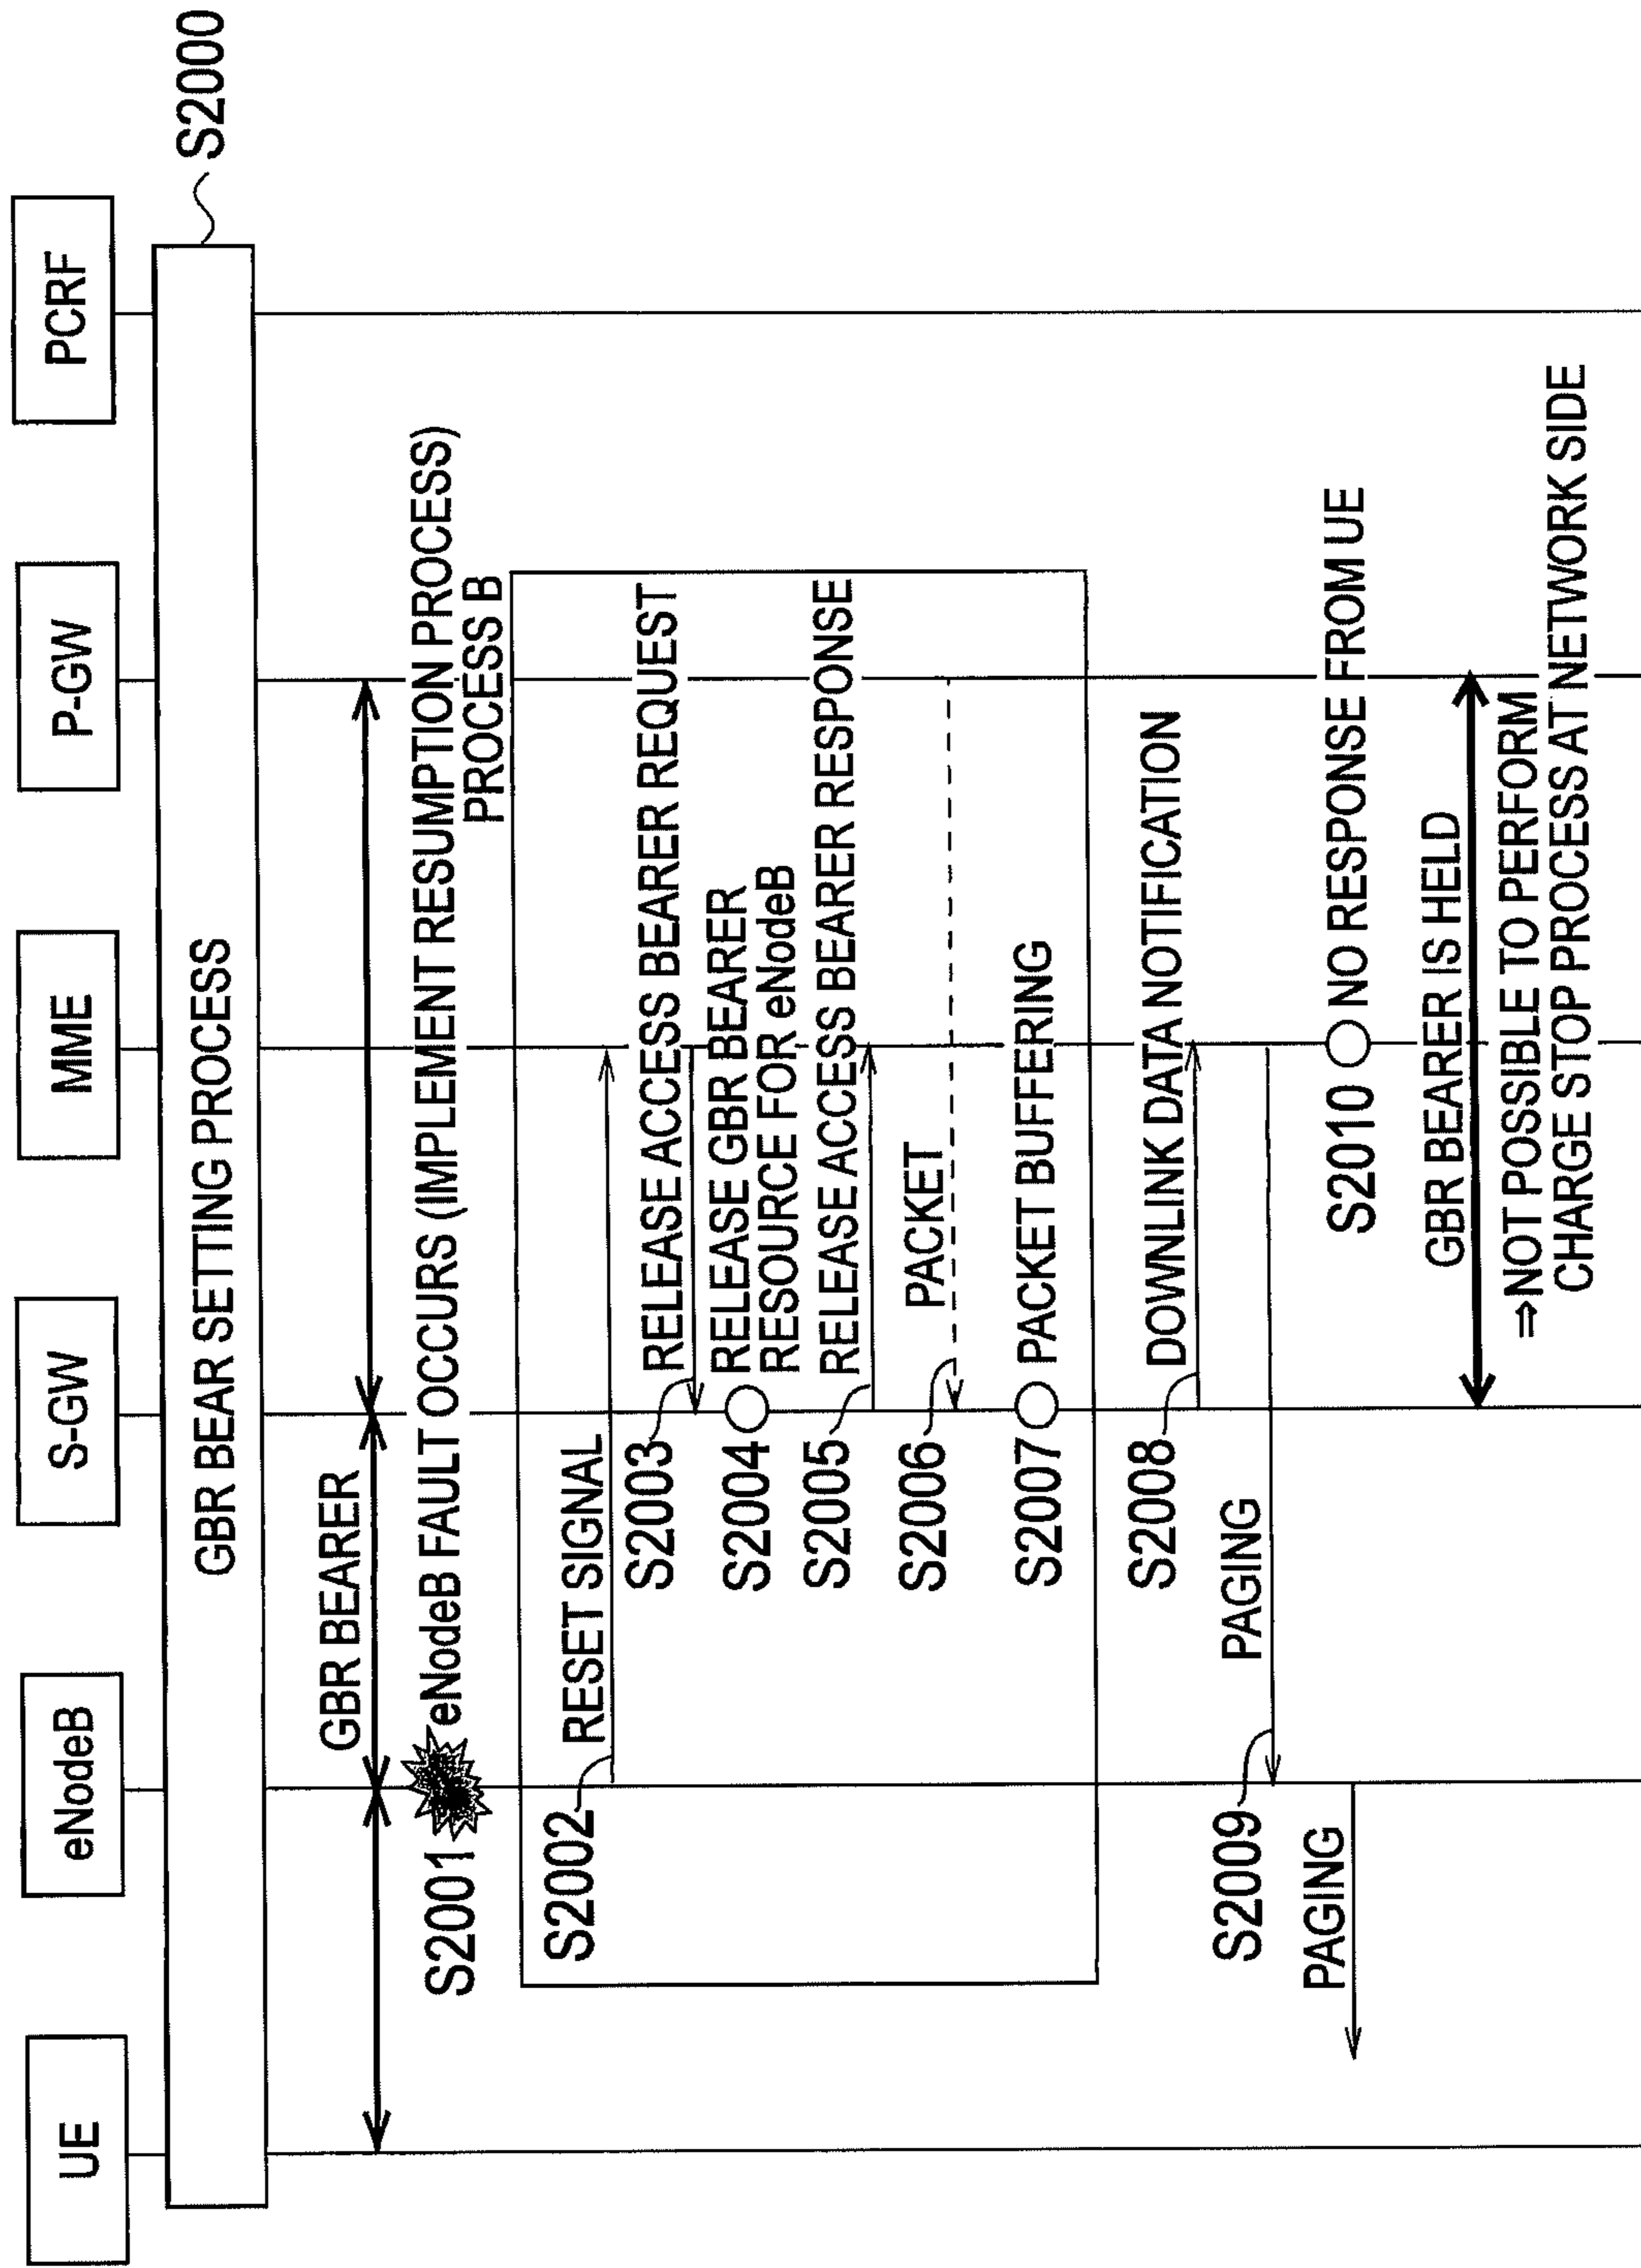 UE
eNodeB
S-GW
MME
P-GW
PCRF
GBR BEAR SETTING PROCESS
S2000
GBR BEARER
S2001
eNodeB FAULT OCCURS (IMPLEMENT RESUMPTION PROCESS)
PROCESS B
S2002
RESET SIGNAL
S2003
RELEASE ACCESS BEARER REQUEST
S2004
RELEASE GBR BEARER
RESOURCE FOR eNodeB
S2005
RELEASE ACCESS BEARER RESPONSE
S2006
PACKET
S2007
PACKET BUFFERING
S2008
DOWNLINK DATA NOTIFICATION
S2009
PAGING
PAGING
S2010
NO RESPONSE FROM UE
GBR BEARER IS HELD
⇒NOT POSSIBLE TO PERFORM
CHARGE STOP PROCESS AT NETWORK SIDE